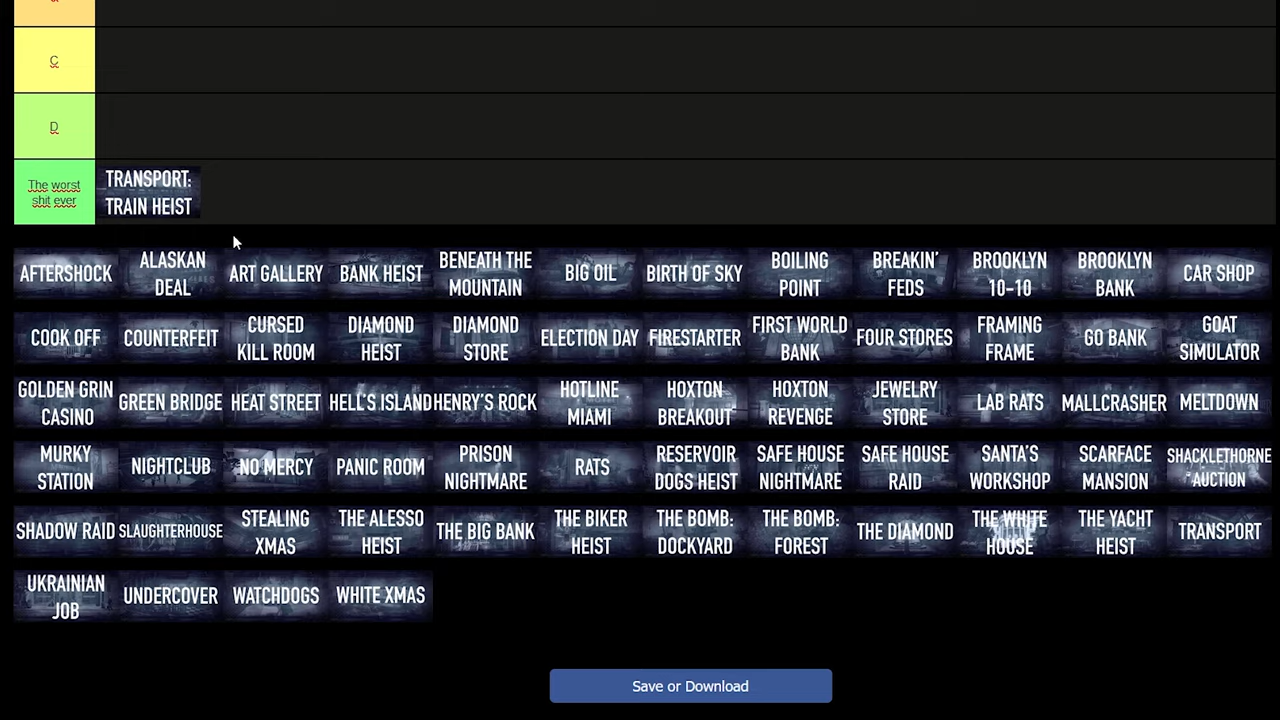 C
D
The worst
shit ever
TRANSPORT:
TRAIN HEIST
AFTERSHOCK
ALASKAN
DEAL
ART GALLERY
BANK HEIST
BENEATH THE
MOUNTAIN
BIG OIL
BIRTH OF SKY
BOILING
POINT
BREAKIN'
FEDS
BROOKLYN
10-10
BROOKLYN
BANK
CAR SHOP
COOK OFF
COUNTERFEIT
CURSED
KILL ROOM
DIAMOND
HEIST
DIAMOND
STORE
ELECTION DAY
FIRESTARTER
FIRST WORLD
BANK
FOUR STORES
FRAMING
FRAME
GO BANK
GOAT
SIMULATOR
GOLDEN GRIN
CASINO
GREEN BRIDGE
HEAT STREET
HELL'S ISLAND
HENRY'S ROCK
HOTLINE
MIAMI
HOXTON
BREAKOUT
HOXTON
REVENGE
JEWELRY
STORE
LAB RATS
MALLCRASHER
MELTDOWN
MURKY
STATION
NIGHTCLUB
NO MERCY
PANIC ROOM
PRISON
NIGHTMARE
RATS
RESERVOIR
DOGS HEIST
SAFE HOUSE
NIGHTMARE
SAFE HOUSE
RAID
SANTA'S
WORKSHOP
SCARFACE
MANSION
SHACKLETHORNE
AUCTION
SHADOW RAID
SLAUGHTERHOUSE
STEALING
XMAS
THE ALESSO
HEIST
THE BIG BANK
THE BIKER
HEIST
THE BOMB:
DOCKYARD
THE BOMB:
FOREST
THE DIAMOND
THE WHITE
HOUSE
THE YACHT
HEIST
TRANSPORT
UKRAINIAN
JOB
UNDERCOVER
WATCHDOGS
WHITE XMAS
Save or Download